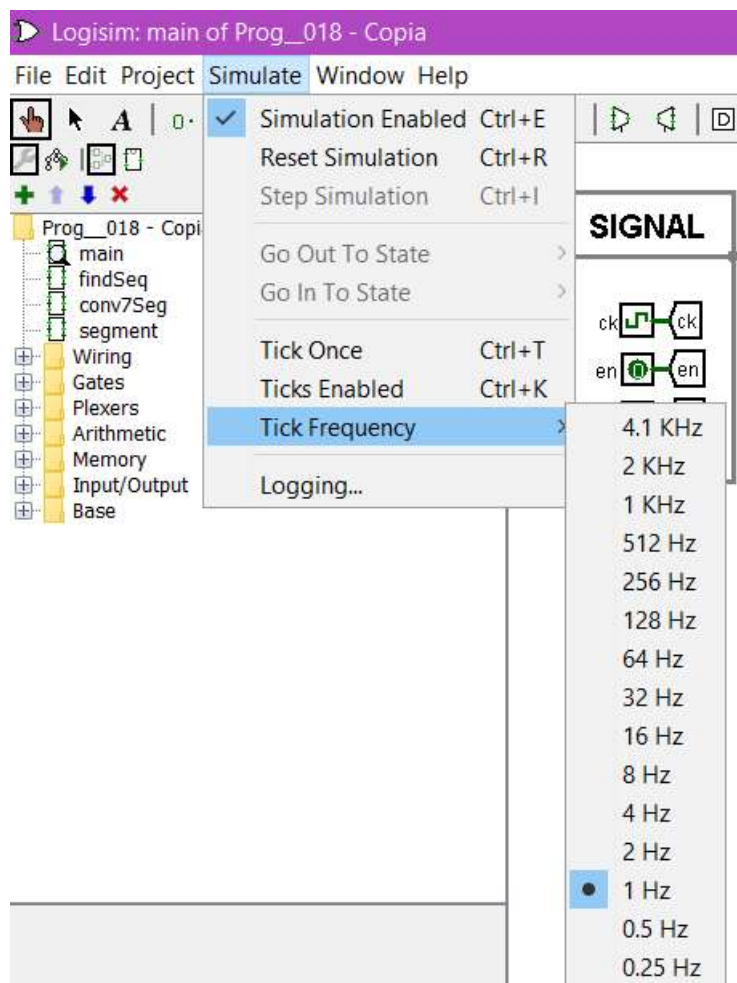 Logisim: main of Prog__018 - Copia
File Edit Project Simulate Window Help
A
Simulation Enabled Ctrl+E
Reset Simulation Ctrl+R
Step Simulation Ctrl+I
Go Out To State
Go In To State
Tick Once Ctrl+T
Ticks Enabled Ctrl+K
Tick Frequency
Logging...
4.1 KHz
2 KHz
1 KHz
512 Hz
256 Hz
128 Hz
64 Hz
32 Hz
16 Hz
8 Hz
4 Hz
2 Hz
1 Hz
0.5 Hz
0.25 Hz
Prog__018 - Copi
main
findSeq
conv7Seg
segment
Wiring
Gates
Plexers
Arithmetic
Memory
Input/Output
Base
D
SIGNAL
ck ck
en 0 en